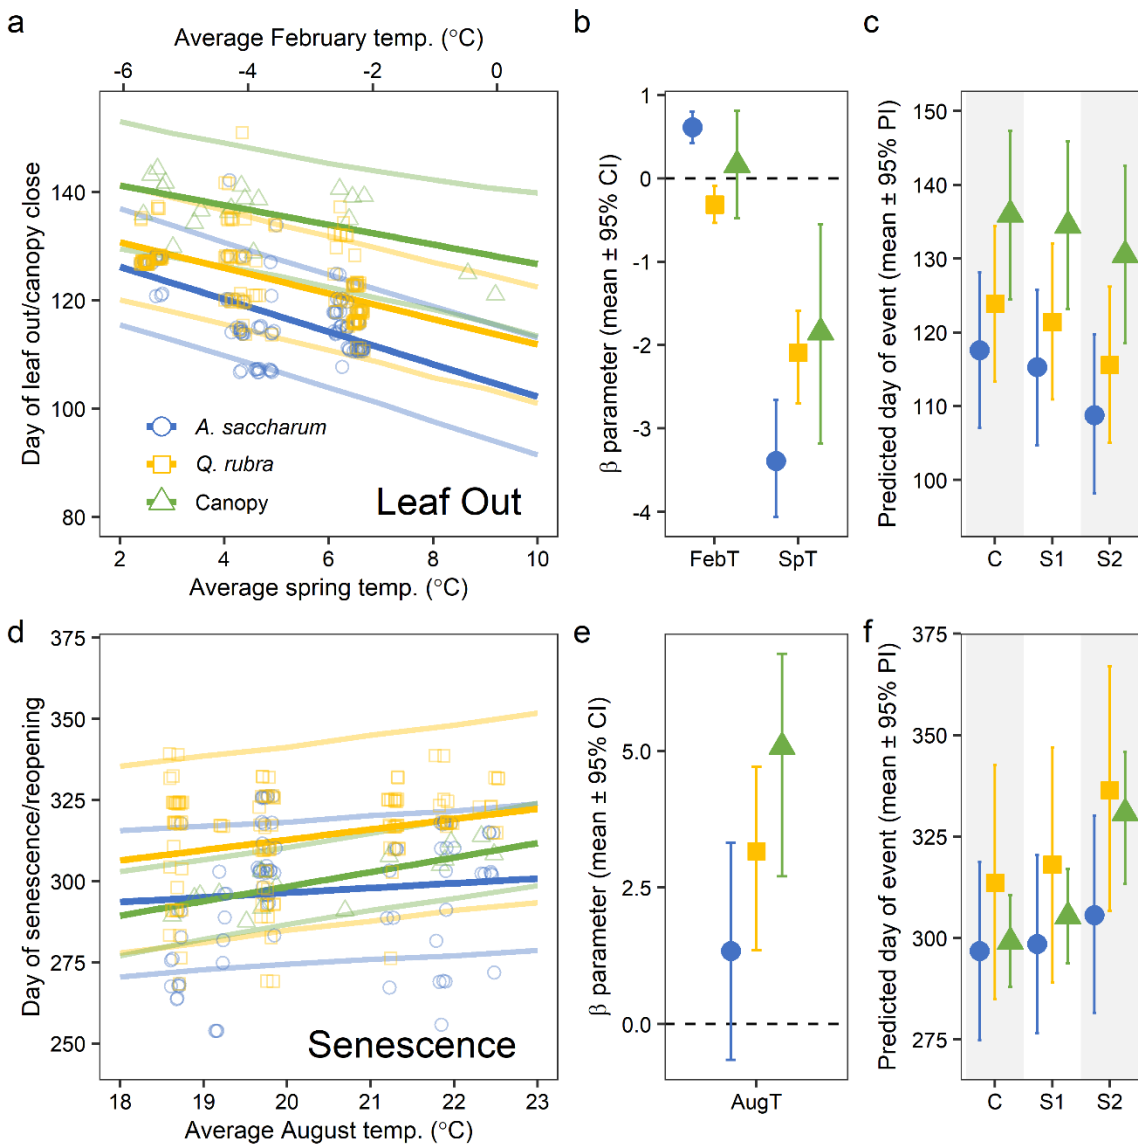 a
Average February temp. (°C)
-6 -4 -2 0
Day of leaf out/canopy close
140
120
100
80
A. saccharum
Q. rubra
Canopy
Leaf Out
2 4 6 8 10
Average spring temp. (°C)
b
β parameter (mean ± 95% CI)
1
0
-1
-2
-3
-4
FebT SpT
c
Predicted day of event (mean ± 95% PI)
150
140
130
120
110
100
C S1 S2
d
Day of senescence/reopening
375
350
325
300
275
250
Senescence
18 19 20 21 22 23
Average August temp. (°C)
e
β parameter (mean ± 95% CI)
5.0
2.5
0.0
AugT
f
Predicted day of event (mean ± 95% PI)
375
350
325
300
275
C S1 S2